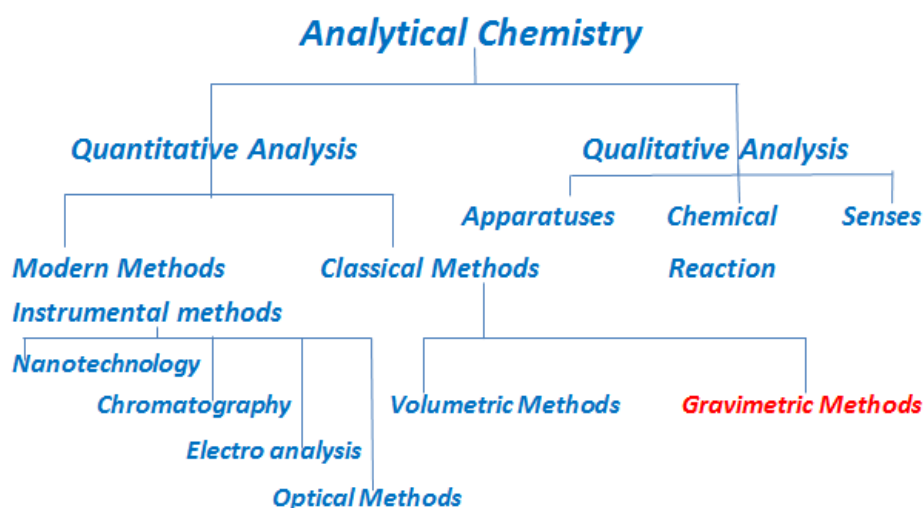 Analytical Chemistry
Quantitative Analysis
Qualitative Analysis
Apparatuses
Chemical
Reaction
Senses
Modern Methods
Instrumental methods
Classical Methods
Nanotechnology
Chromatography
Electro analysis
Optical Methods
Volumetric Methods
Gravimetric Methods